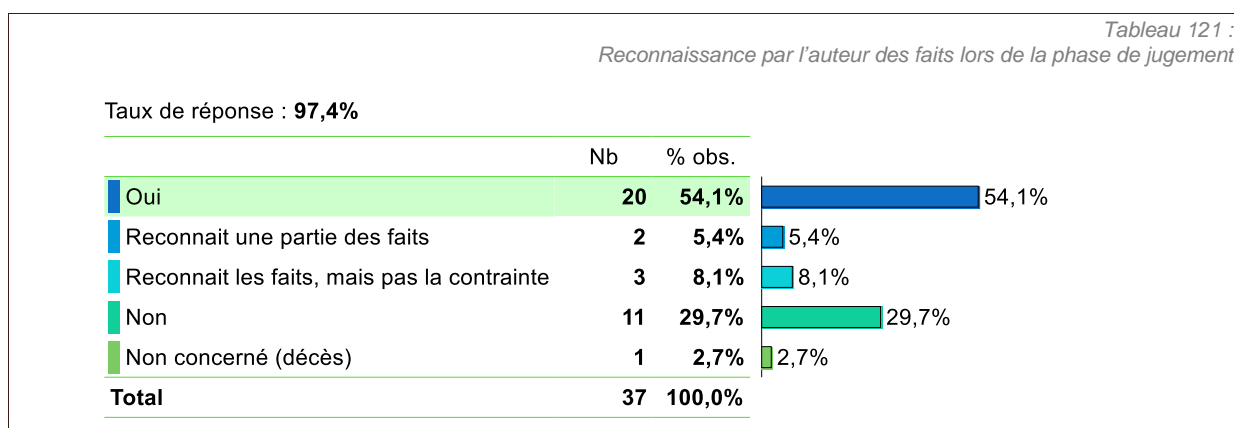 Tableau 121 :
Reconnaissance par l'auteur des faits lors de la phase de jugement
Taux de réponse : 97,4%
Nb % obs.
Oui 20 54,1% 54,1%
Reconnait une partie des faits 2 5,4% 5,4%
Reconnait les faits, mais pas la contrainte 3 8,1% 8,1%
Non 11 29,7% 29,7%
Non concerné (décès) 1 2,7% 2,7%
Total 37 100,0%